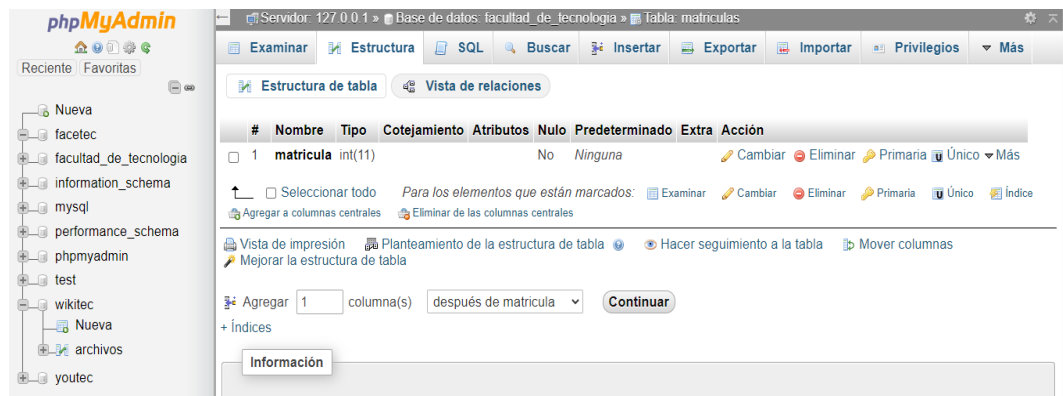 phpMyAdmin
Reciente Favoritas
Nueva
facetec
facultad_de_tecnologia
information_schema
mysql
performance_schema
phpmyadmin
test
wikitec
Nueva
archivos
youtec
Servidor: 127.0.0.1 » Base de datos: facultad_de_tecnologia » Tabla: matriculas
Examinar Estructura SQL Buscar Insertar Exportar Importar Privilegios Más
Estructura de tabla Vista de relaciones
# Nombre Tipo Cotejamiento Atributos Nulo Predeterminado Extra Acción
1 matricula int(11) No Ninguna Cambiar Eliminar Primaria Único Más
Seleccionar todo Para los elementos que están marcados: Examinar Cambiar Eliminar Primaria Único Índice
Agregar a columnas centrales Eliminar de las columnas centrales
Vista de impresión Planteamiento de la estructura de tabla Hacer seguimiento a la tabla Mover columnas
Mejorar la estructura de tabla
Agregar 1 columna(s) después de matricula Continuar
+ Índices
Información